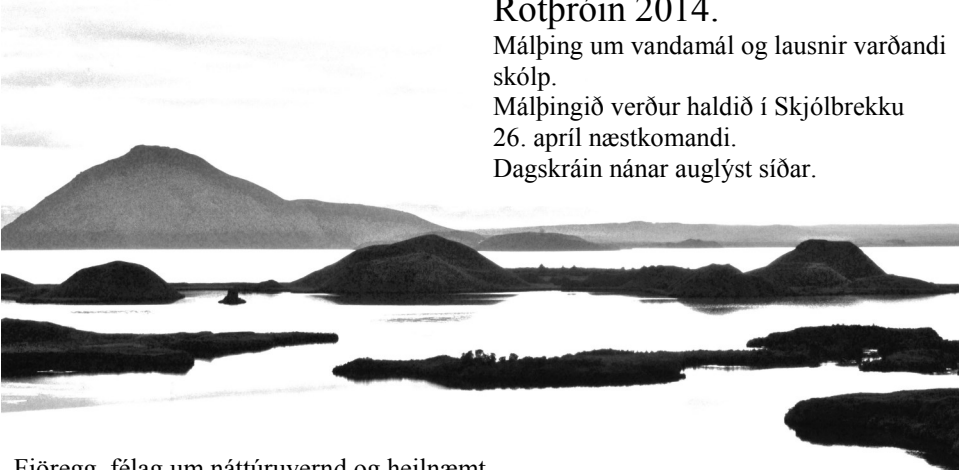 Rotþróin 2014.
Málþing um vandamál og lausnir varðandi
skólp.
Málþingið verður haldið í Skjólbrekku
26. apríl næstkomandi.
Dagskráin nánar auglýst síðar.
Fjöregg, félag um náttúruvernd og heilnæmt